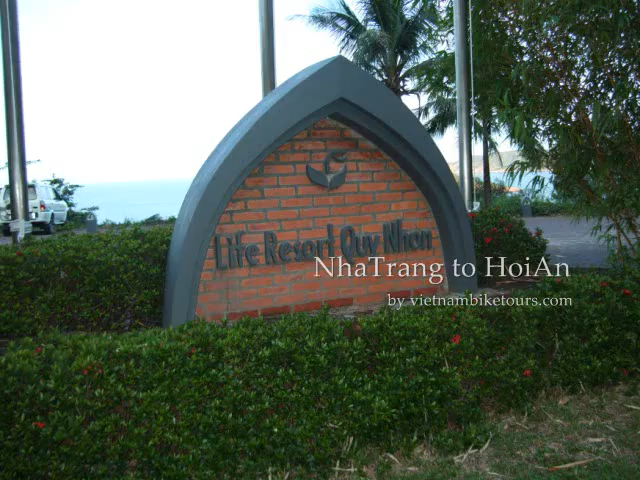 Life Resort Quy Nhon
NhaTrang to HoiAn
by vietnambiketours.com